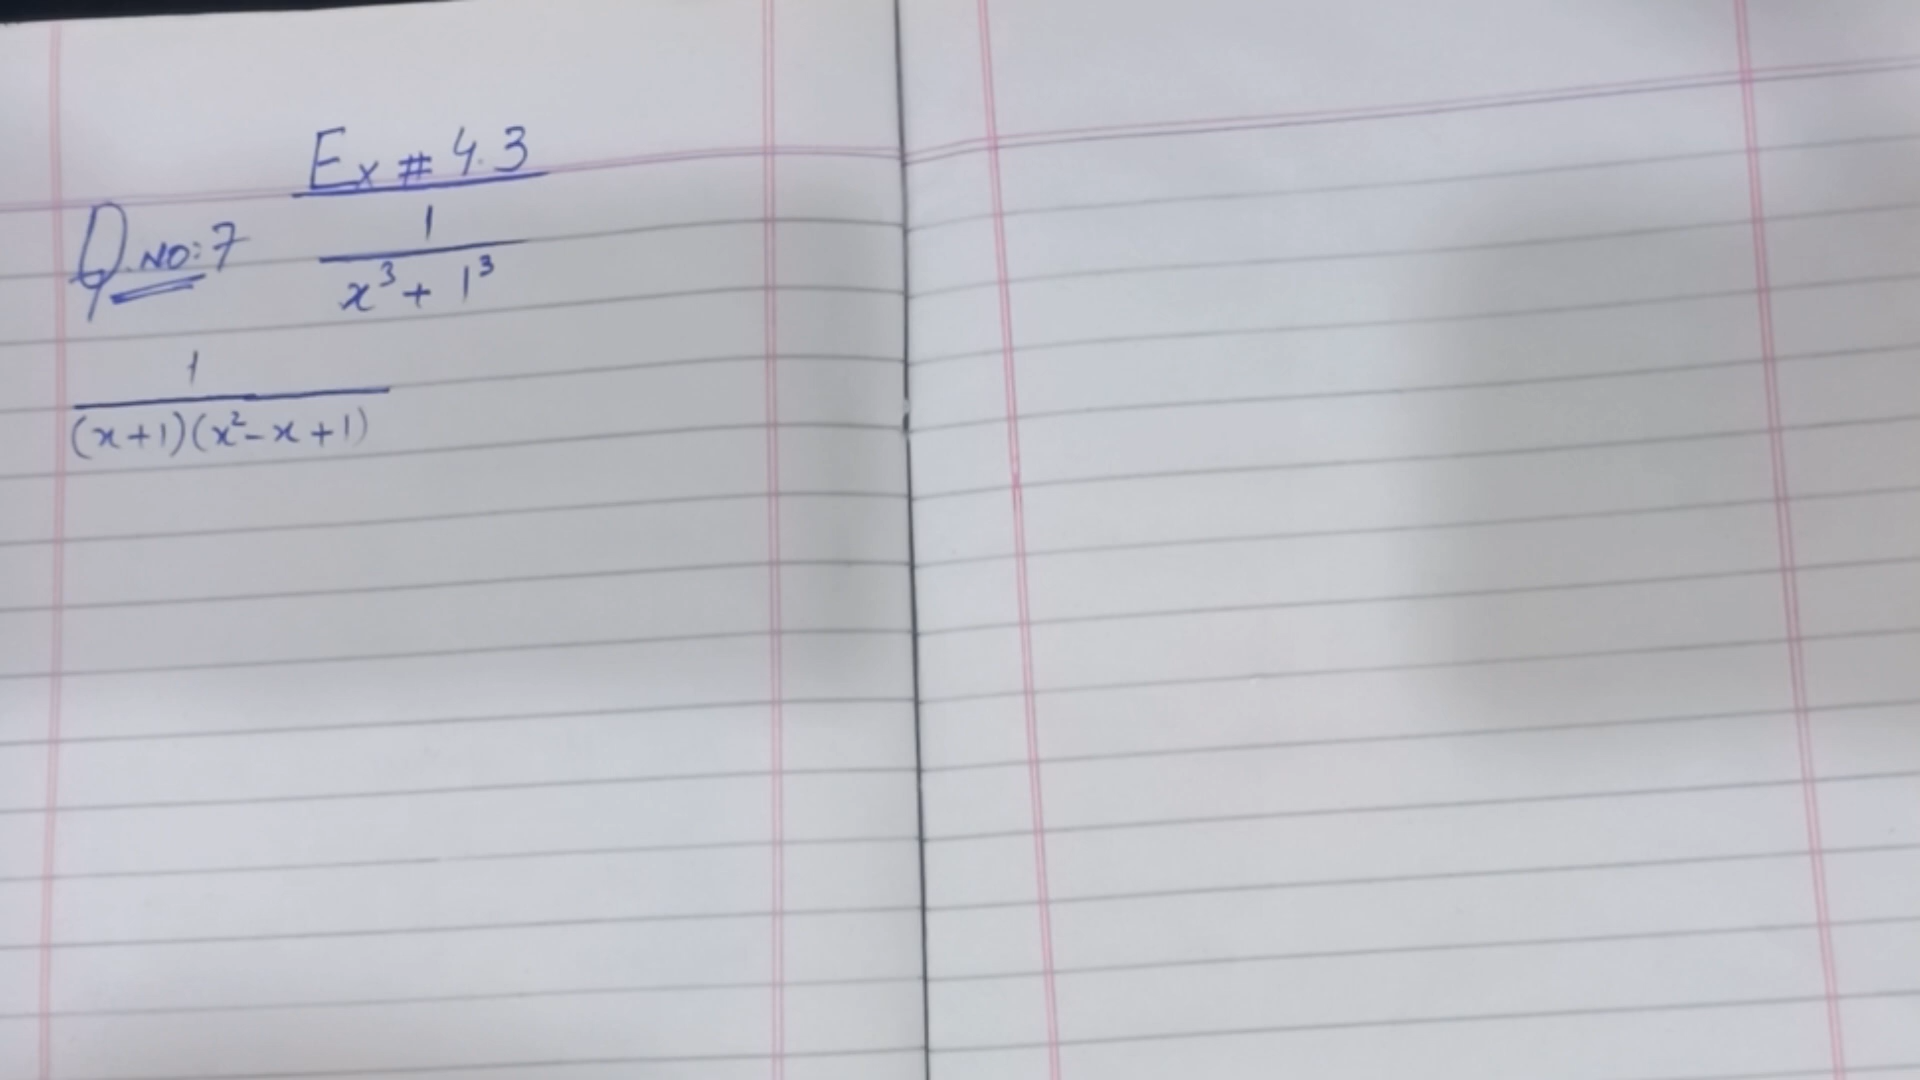 Ex # 4.3
Q.NO:7 1
x³ + 1³
1
(x+1)(x²-x+1)